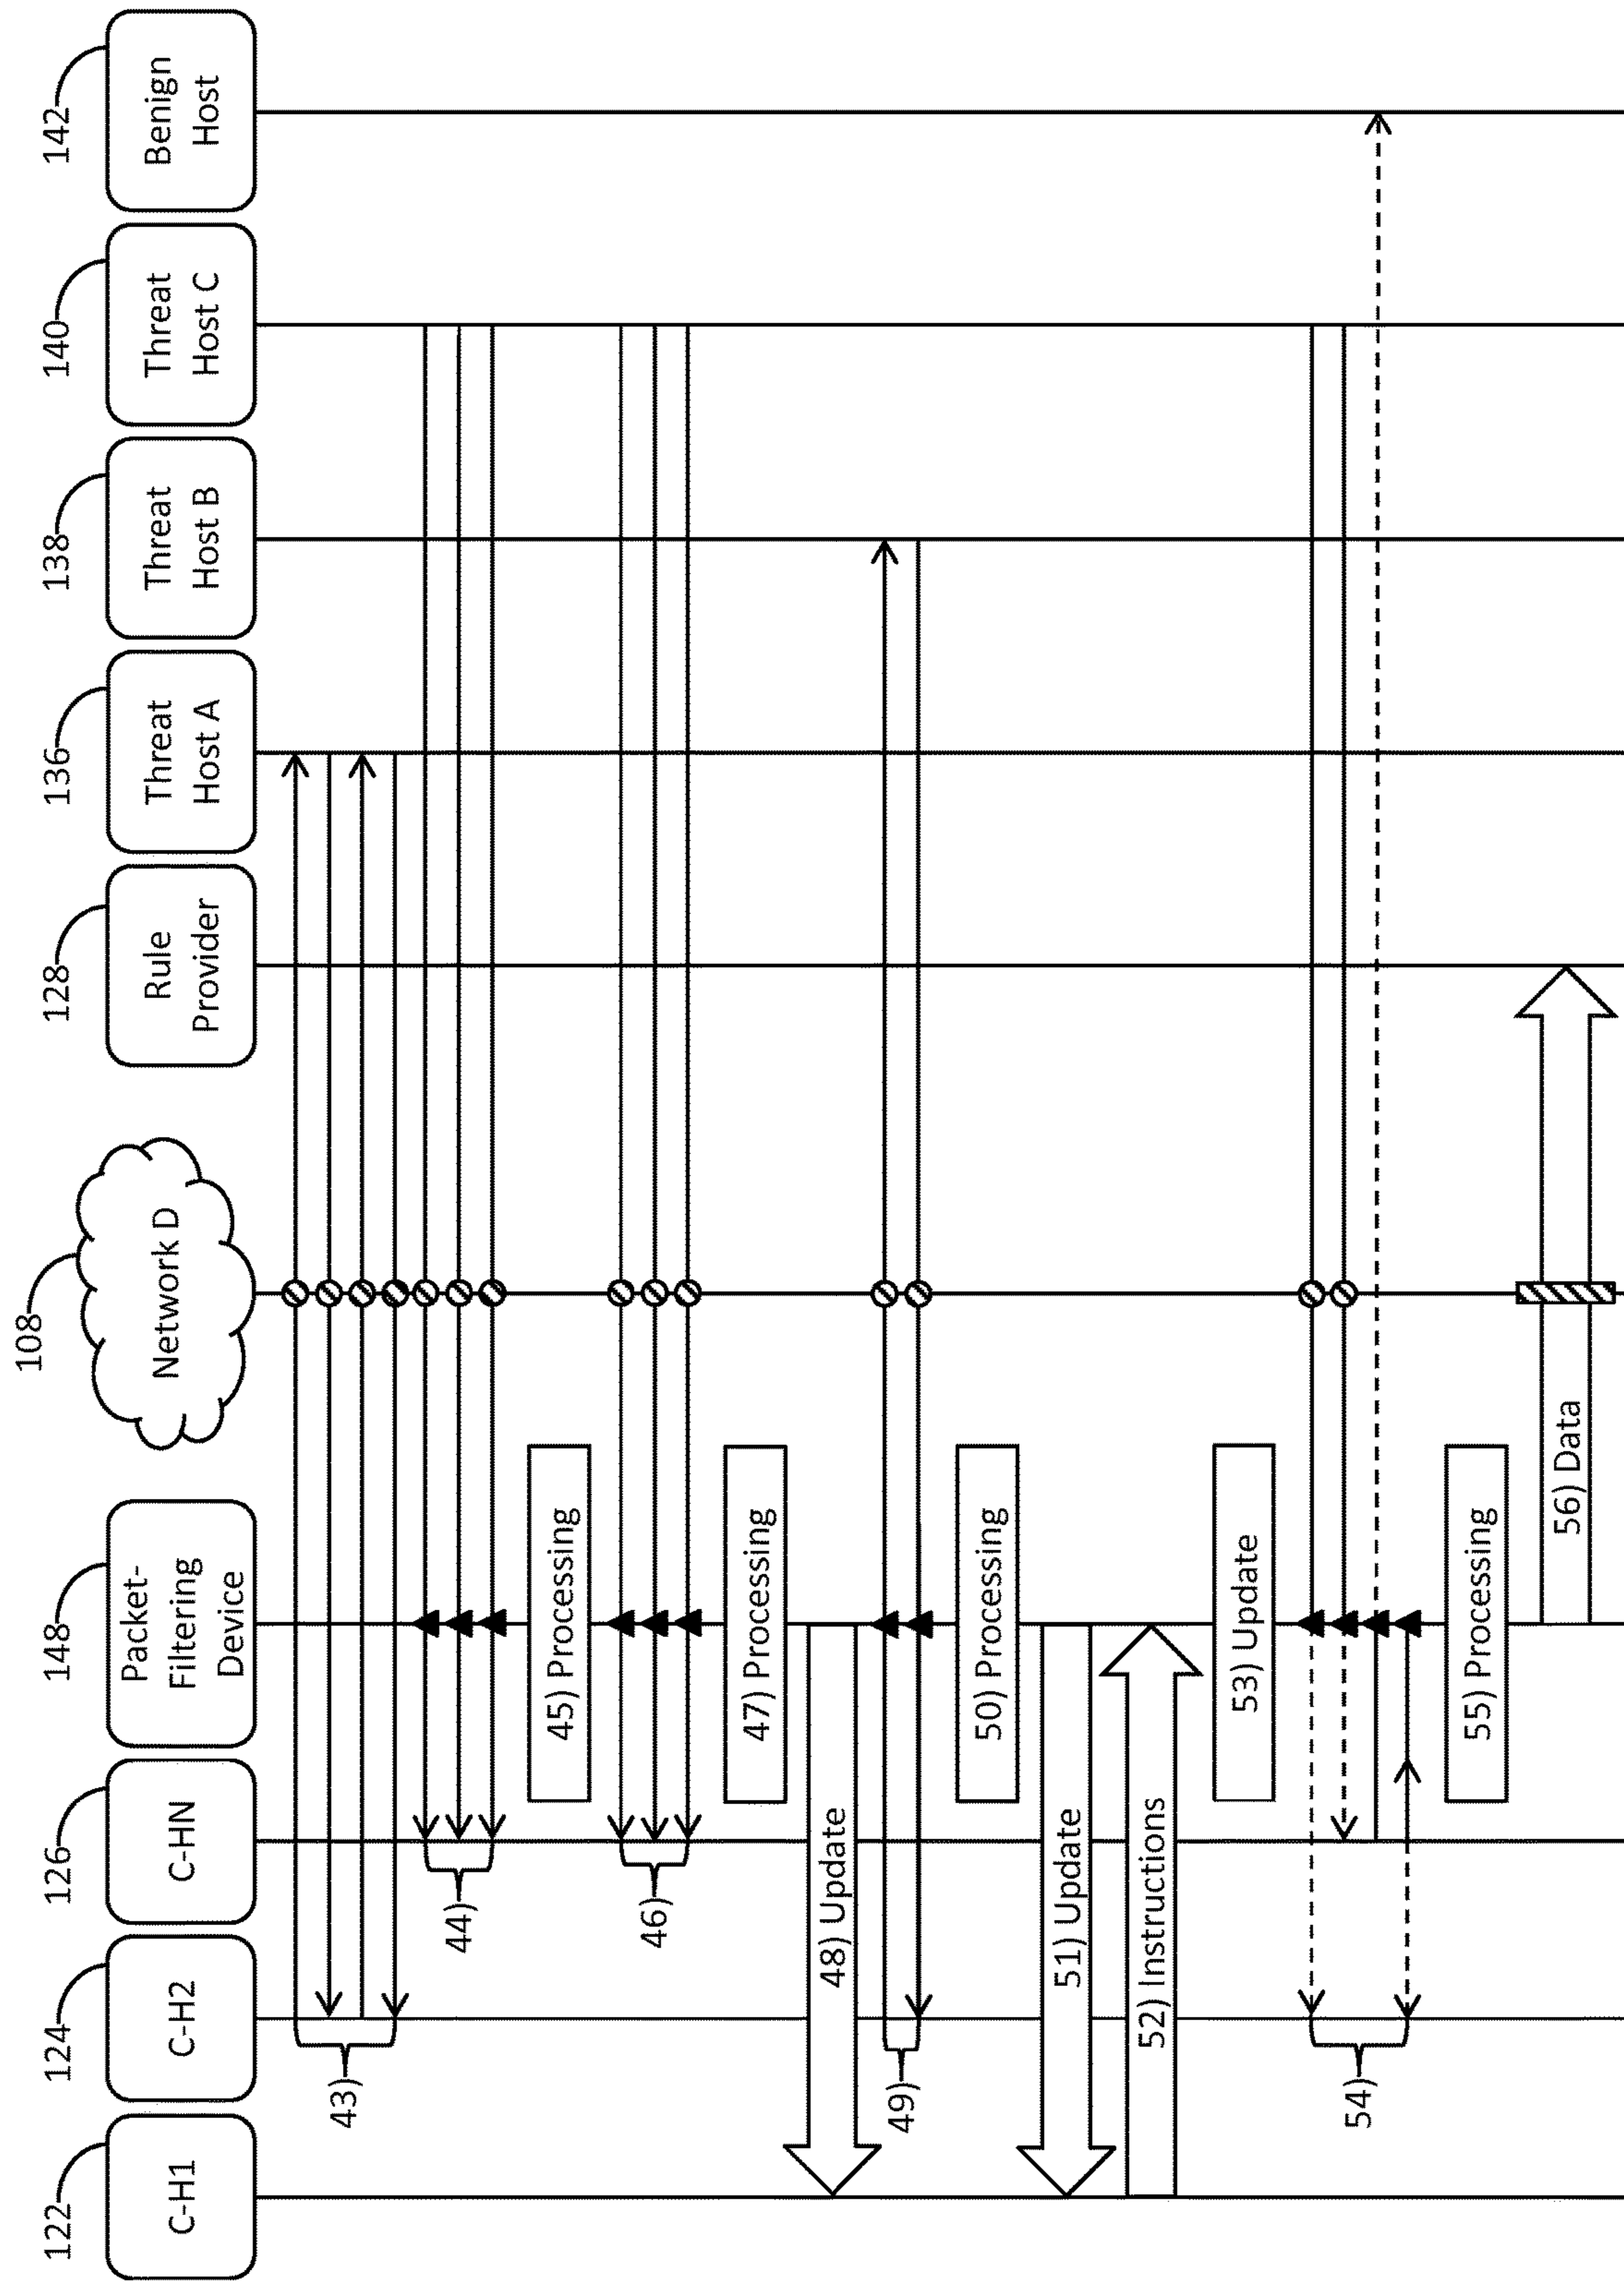 122
C-H1
124
C-H2
126
C-HN
148
Packet-
Filtering
Device
108
Network D
128
Rule
Provider
136
Threat
Host A
138
Threat
Host B
140
Threat
Host C
142
Benign
Host
43)
44)
45) Processing
46)
47) Processing
48) Update
49)
50) Processing
51) Update
52) Instructions
53) Update
54)
55) Processing
56) Data